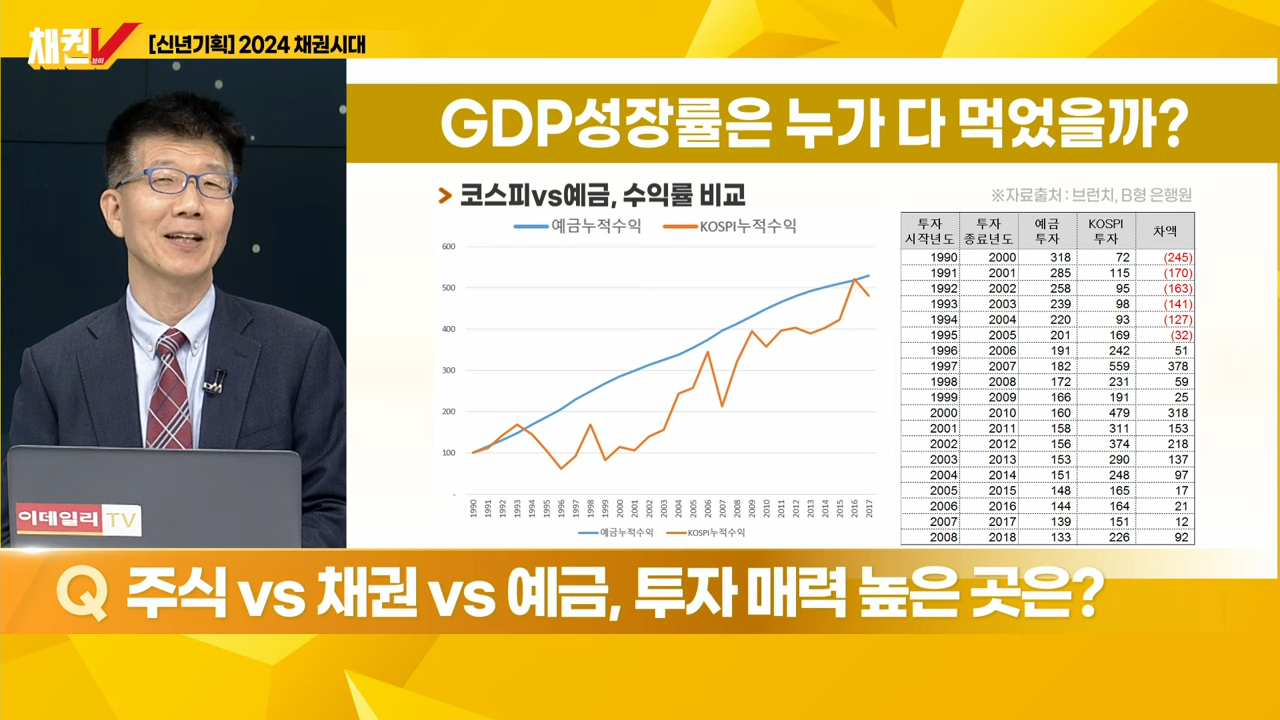 채권V
브이
[신년기획] 2024 채권시대
GDP성장률은 누가 다 먹었을까?
코스피vs예금, 수익률 비교
※자료출처 : 브런치, B형 은행원
예금누적수익 KOSPI누적수익
600
500
400
300
200
100
-
1990 1991 1992 1993 1994 1995 1996 1997 1998 1999 2000 2001 2002 2003 2004 2005 2006 2007 2008 2009 2010 2011 2012 2013 2014 2015 2016 2017
예금누적수익 KOSPI누적수익
투자 시작년도 투자 종료년도 예금 투자 KOSPI 투자 차액
1990 2000 318 72 (245)
1991 2001 285 115 (170)
1992 2002 258 95 (163)
1993 2003 239 98 (141)
1994 2004 220 93 (127)
1995 2005 201 169 (32)
1996 2006 191 242 51
1997 2007 182 559 378
1998 2008 172 231 59
1999 2009 166 191 25
2000 2010 160 479 318
2001 2011 158 311 153
2002 2012 156 374 218
2003 2013 153 290 137
2004 2014 151 248 97
2005 2015 148 165 17
2006 2016 144 164 21
2007 2017 139 151 12
2008 2018 133 226 92
이데일리 TV
Q 주식 vs 채권 vs 예금, 투자 매력 높은 곳은?